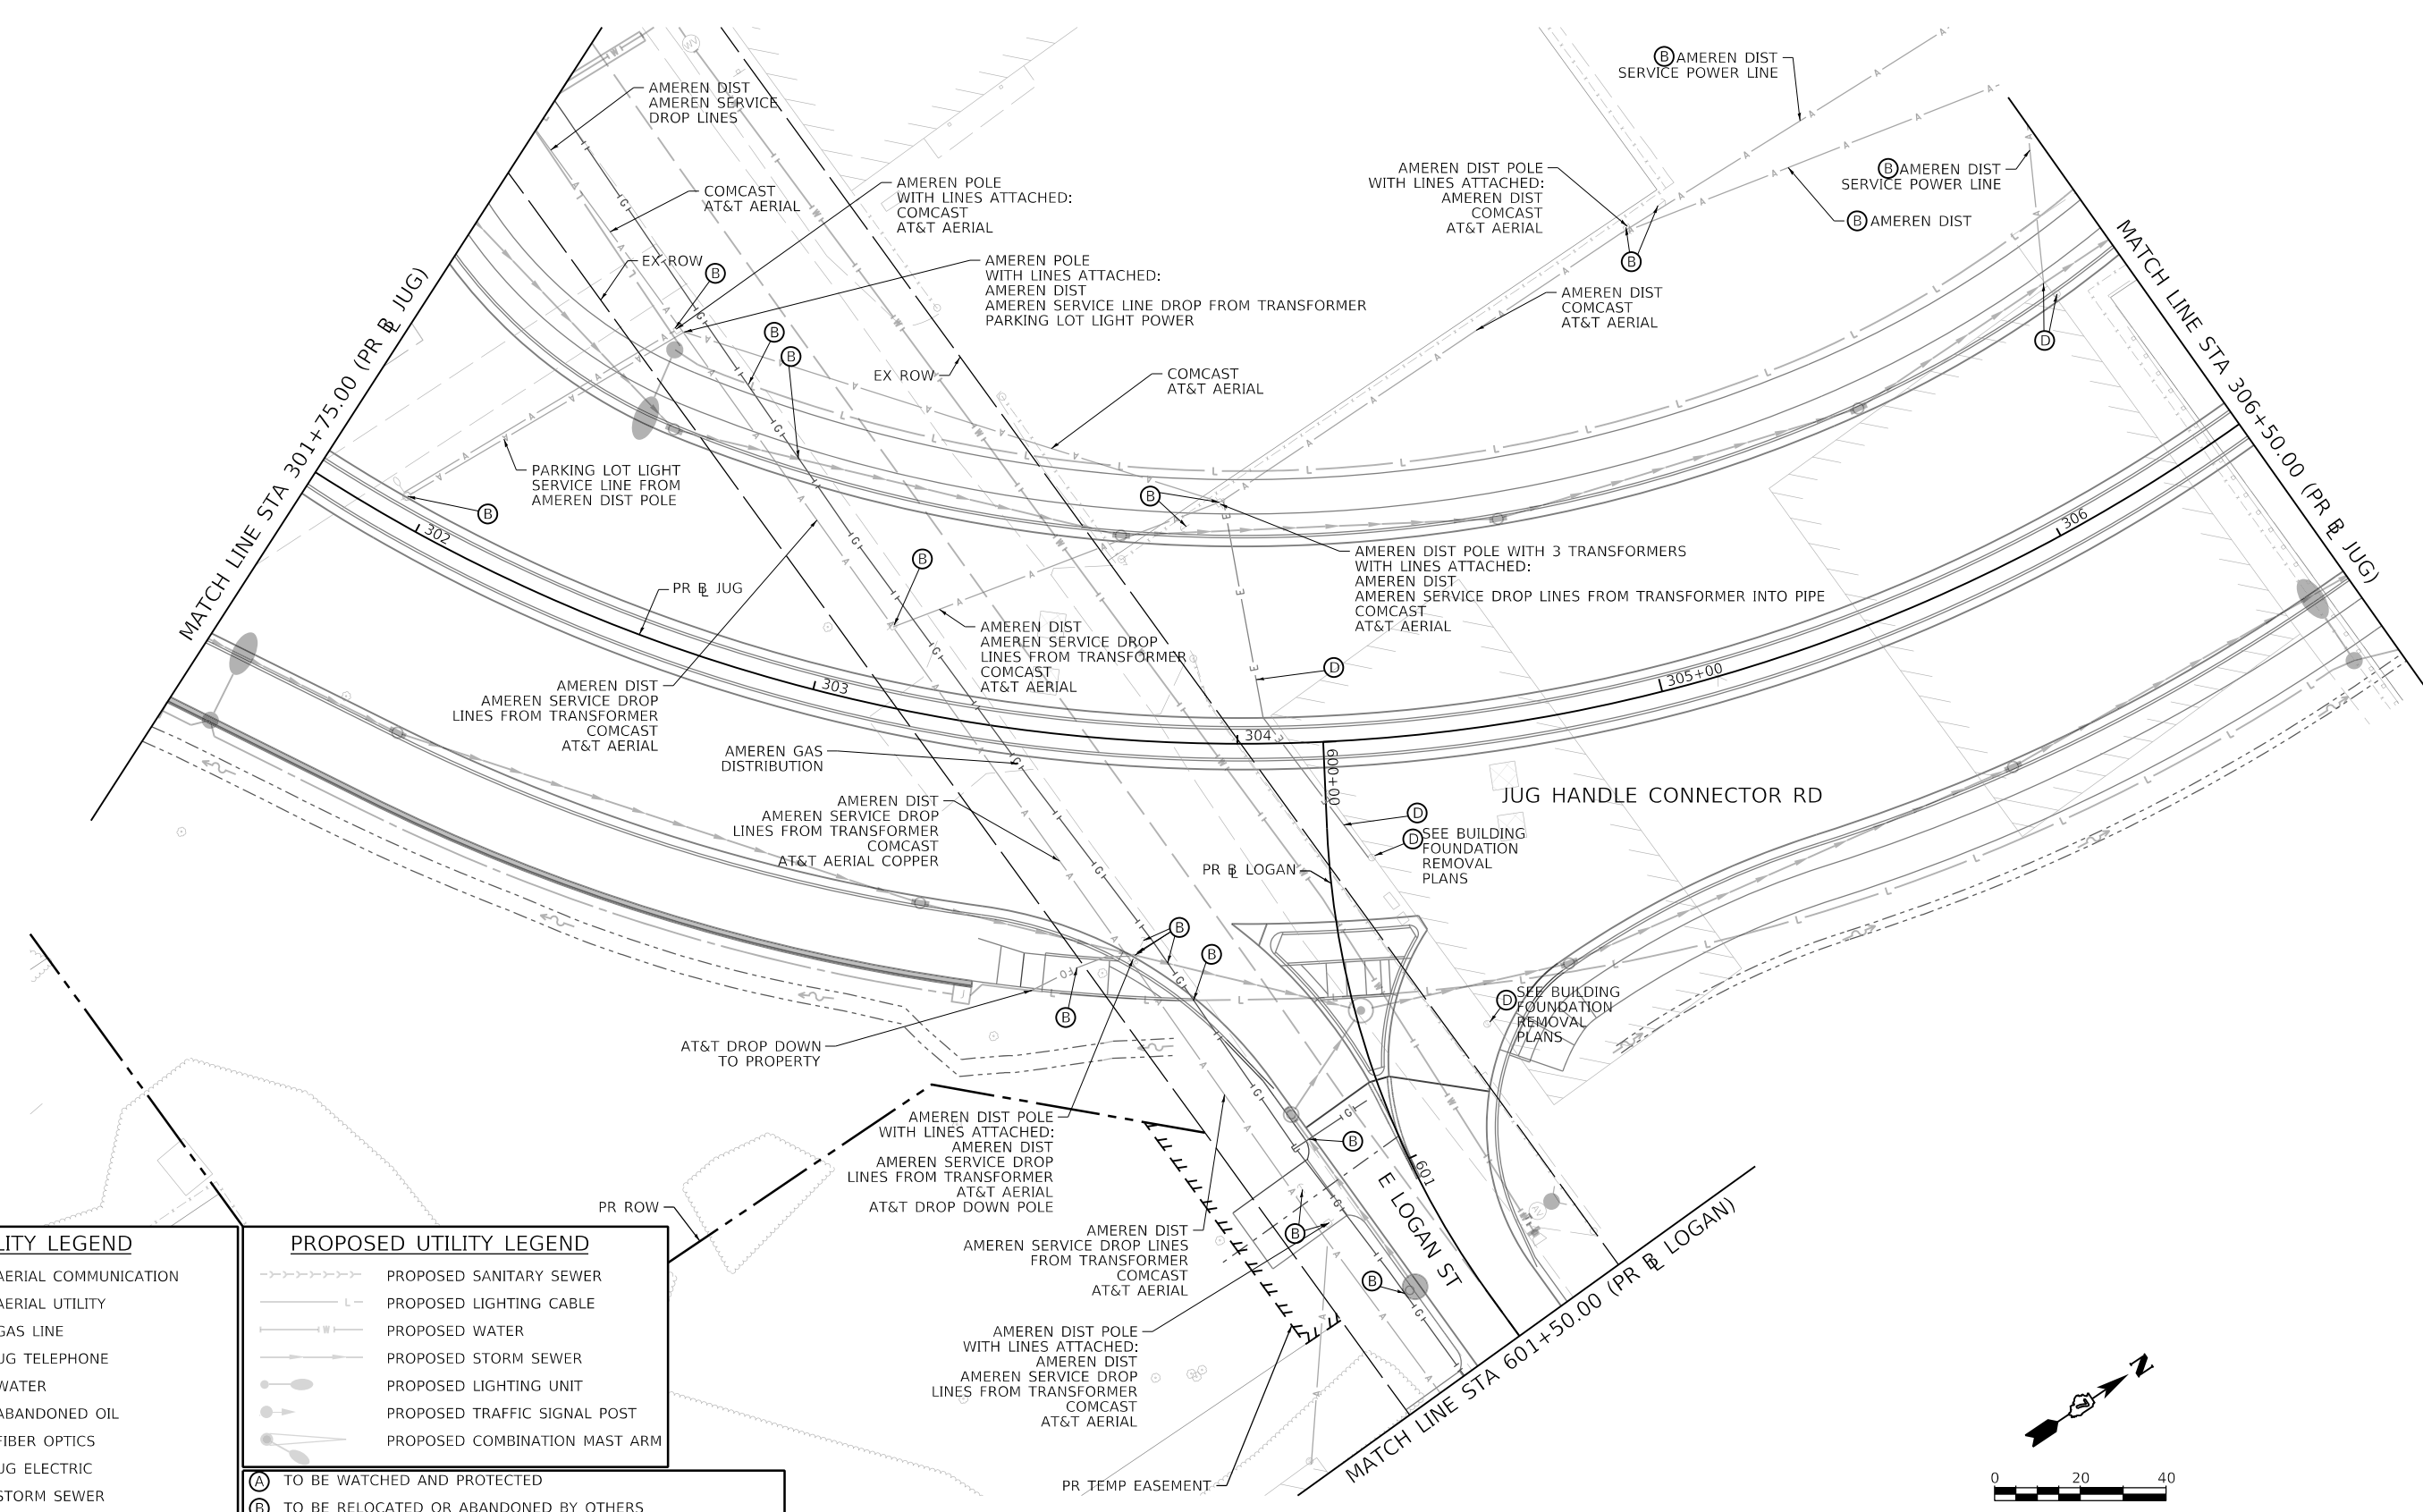 AMEREN DIST
AMEREN SERVICE
DROP LINES
COMCAST
AT&T AERIAL
AMEREN POLE
WITH LINES ATTACHED:
COMCAST
AT&T AERIAL
EX ROW
B
AMEREN POLE
WITH LINES ATTACHED:
AMEREN DIST
AMEREN SERVICE LINE DROP FROM TRANSFORMER
PARKING LOT LIGHT POWER
B
B
EX ROW
COMCAST
AT&T AERIAL
B AMEREN DIST
SERVICE POWER LINE
AMEREN DIST POLE
WITH LINES ATTACHED:
AMEREN DIST
COMCAST
AT&T AERIAL
B
B AMEREN DIST
SERVICE POWER LINE
B AMEREN DIST
AMEREN DIST
COMCAST
AT&T AERIAL
D
MATCH LINE STA 301+75.00 (PR BL JUG)
MATCH LINE STA 306+50.00 (PR BL JUG)
PARKING LOT LIGHT
SERVICE LINE FROM
AMEREN DIST POLE
B
B
302
B
306
AMEREN DIST POLE WITH 3 TRANSFORMERS
WITH LINES ATTACHED:
AMEREN DIST
AMEREN SERVICE DROP LINES FROM TRANSFORMER INTO PIPE
COMCAST
AT&T AERIAL
PR BL JUG
AMEREN DIST
AMEREN SERVICE DROP
LINES FROM TRANSFORMER
COMCAST
AT&T AERIAL
D
303
305+00
AMEREN DIST
AMEREN SERVICE DROP
LINES FROM TRANSFORMER
COMCAST
AT&T AERIAL
304
AMEREN GAS
DISTRIBUTION
600+00
JUG HANDLE CONNECTOR RD
AMEREN DIST
AMEREN SERVICE DROP
LINES FROM TRANSFORMER
COMCAST
AT&T AERIAL COPPER
D
D SEE BUILDING
FOUNDATION
REMOVAL
PLANS
PR BL LOGAN
B
B
D SEE BUILDING
FOUNDATION
REMOVAL
PLANS
FO
B
AT&T DROP DOWN
TO PROPERTY
AMEREN DIST POLE
WITH LINES ATTACHED:
AMEREN DIST
AMEREN SERVICE DROP
LINES FROM TRANSFORMER
AT&T AERIAL
AT&T DROP DOWN POLE
B
601
E LOGAN ST
PR ROW
B
AMEREN DIST
AMEREN SERVICE DROP LINES
FROM TRANSFORMER
COMCAST
AT&T AERIAL
B
MATCH LINE STA 601+50.00 (PR BL LOGAN)
AMEREN DIST POLE
WITH LINES ATTACHED:
AMEREN DIST
AMEREN SERVICE DROP
LINES FROM TRANSFORMER
COMCAST
AT&T AERIAL
PR TEMP EASEMENT
LITY LEGEND
AERIAL COMMUNICATION
AERIAL UTILITY
GAS LINE
UG TELEPHONE
WATER
ABANDONED OIL
FIBER OPTICS
UG ELECTRIC
STORM SEWER
PROPOSED UTILITY LEGEND
PROPOSED SANITARY SEWER
L PROPOSED LIGHTING CABLE
W PROPOSED WATER
PROPOSED STORM SEWER
PROPOSED LIGHTING UNIT
PROPOSED TRAFFIC SIGNAL POST
PROPOSED COMBINATION MAST ARM
A TO BE WATCHED AND PROTECTED
B TO BE RELOCATED OR ABANDONED BY OTHERS
N
0 20 40